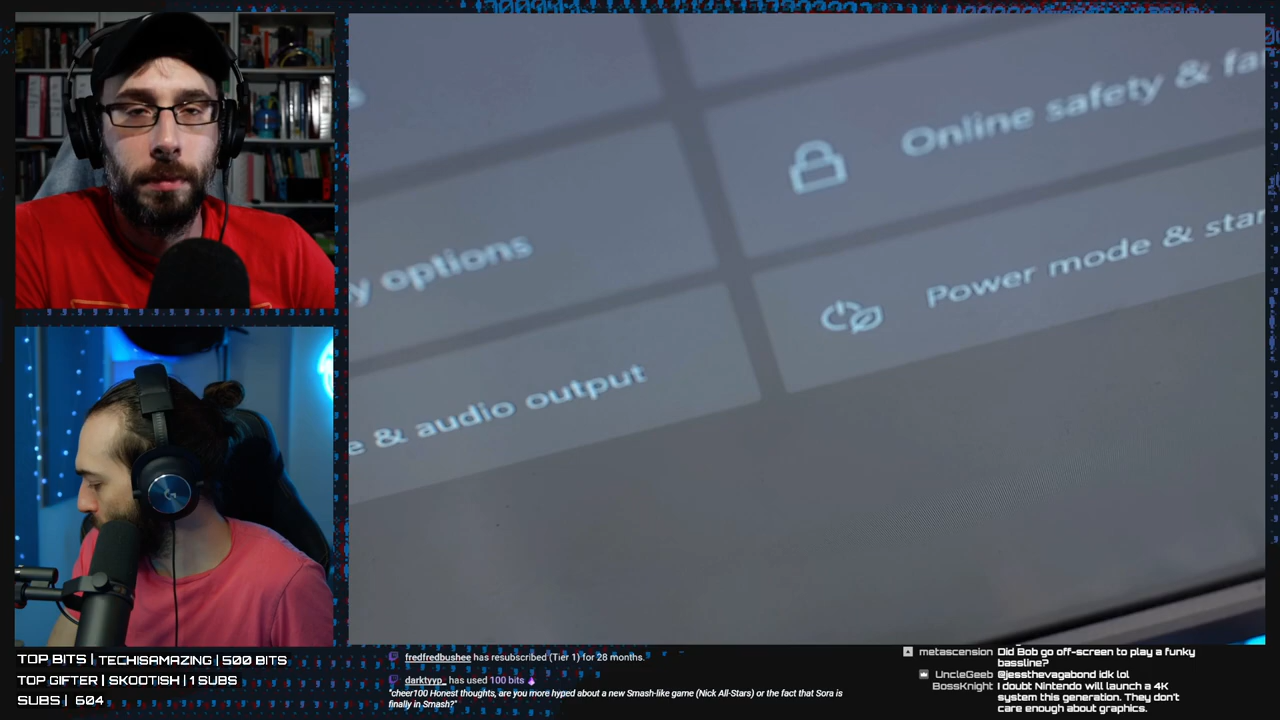 Online safety &
y options
Power mode &
e & audio output
TOP BITS | TECHISAMAZING | 500 BITS
TOP GIFTER | SKOOTISH | 1 SUBS
SUBS | 604
fredfredbushee has resubscribed (Tier 1) for 28 months.
darktyvp_ has used 100 bits
"cheer100 Honest thoughts, are you more hyped about a new Smash-like game (Nick All-Stars) or the fact that Sora is
finally in Smash?"
metascension Did Bob go off-screen to play a funky
bassline?
UncleGeeb @jessthevagabond idk lol
BossKnight I doubt Nintendo will launch a 4K
system this generation. They don't
care enough about graphics.